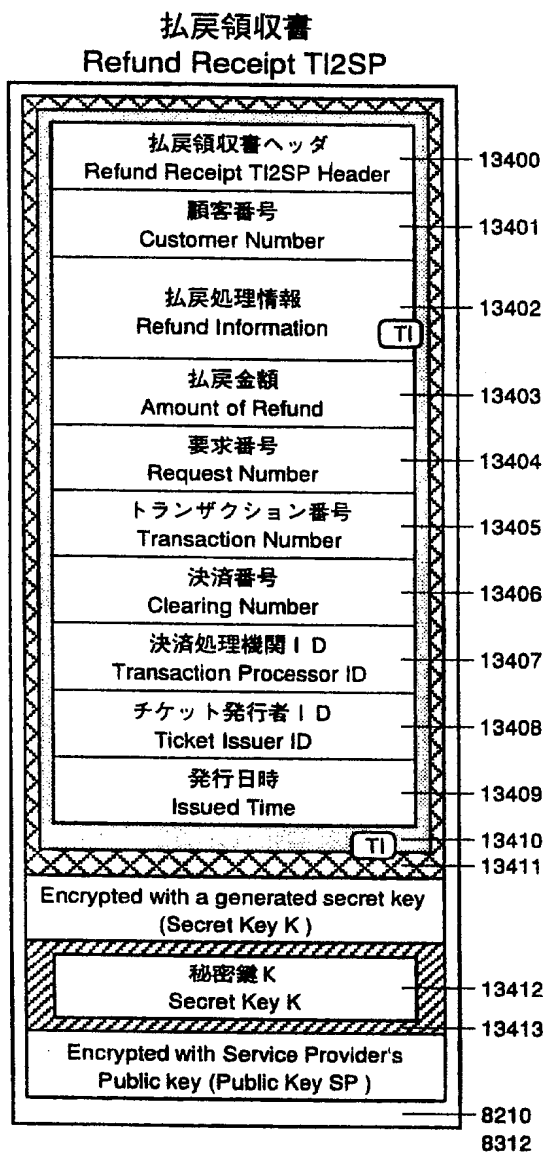 払戻領収書
Refund Receipt TI2SP
払戻領収書ヘッダ
Refund Receipt TI2SP Header
13400
顧客番号
Customer Number
13401
払戻処理情報
Refund Information
13402
TI
払戻金額
Amount of Refund
13403
要求番号
Request Number
13404
トランザクション番号
Transaction Number
13405
決済番号
Clearing Number
13406
決済処理機関ID
Transaction Processor ID
13407
チケット発行者ID
Ticket Issuer ID
13408
発行日時
Issued Time
13409
TI
13410
13411
Encrypted with a generated secret key
(Secret Key K )
秘密鍵K
Secret Key K
13412
13413
Encrypted with Service Provider's
Public key (Public Key SP )
8210
8312